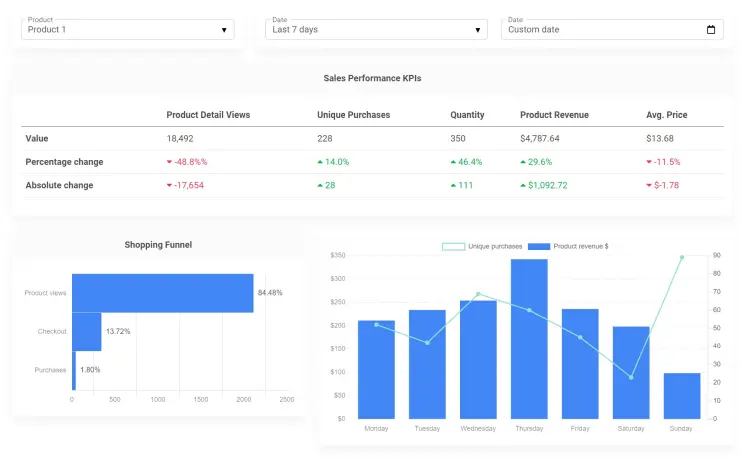 Product
Product 1
Date
Last 7 days
Date
Custom date
Sales Performance KPIs
Product Detail Views Unique Purchases Quantity Product Revenue Avg. Price
Value 18,492 228 350 $4,787.64 $13.68
Percentage change -48.8%% 14.0% 46.4% 29.6% -11.5%
Absolute change -17,654 28 111 $1,092.72 $-1.78
Shopping Funnel
Product views 84.48%
Checkout 13.72%
Purchases 1.80%
0 500 1000 1500 2000 2500
Unique purchases Product revenue $
$350 90
$300 80
$250 70
$200 60
$150 50
$100 40
$50 30
$0 20
10
0
Monday Tuesday Wednesday Thursday Friday Saturday Sunday